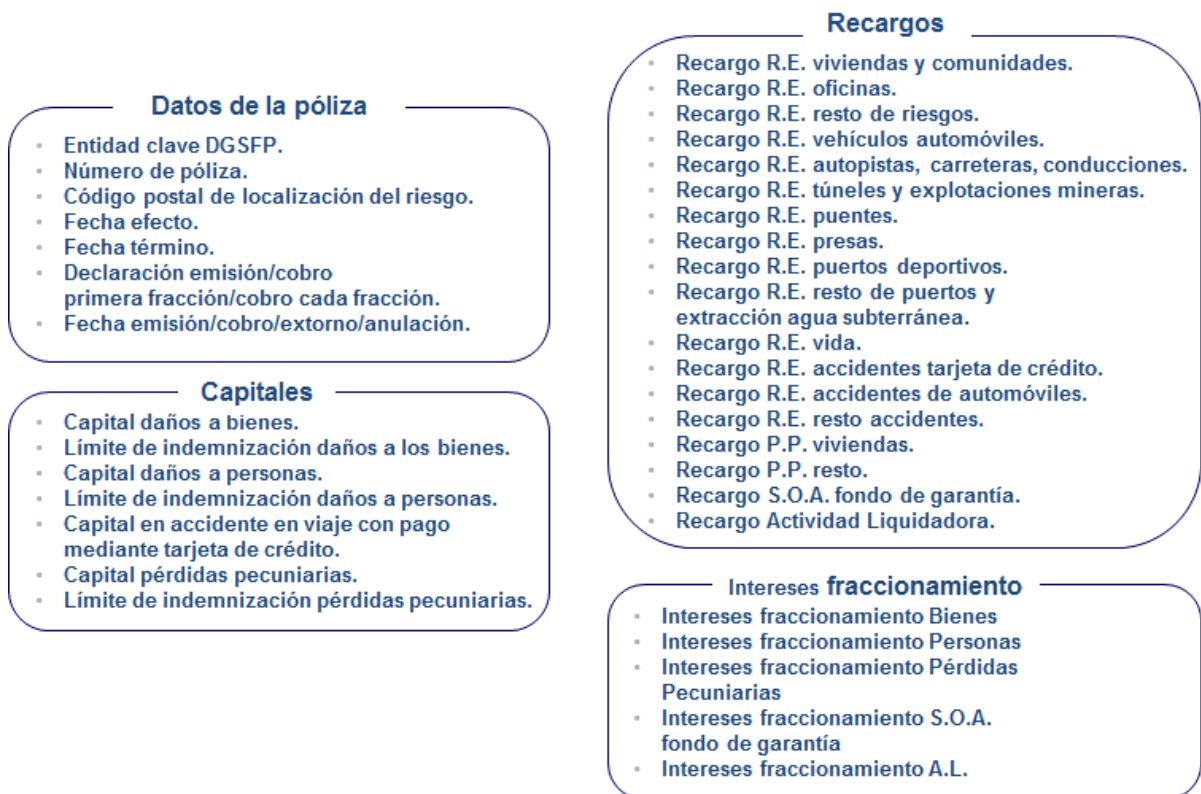 Datos de la póliza
Entidad clave DGSFP.
Número de póliza.
Código postal de localización del riesgo.
Fecha efecto.
Fecha término.
Declaración emisión/cobro
primera fracción/cobro cada fracción.
Fecha emisión/cobro/extorno/anulación.
Capitales
Capital daños a bienes.
Límite de indemnización daños a los bienes.
Capital daños a personas.
Límite de indemnización daños a personas.
Capital en accidente en viaje con pago
mediante tarjeta de crédito.
Capital pérdidas pecuniarias.
Límite de indemnización pérdidas pecuniarias.
Recargos
Recargo R.E. viviendas y comunidades.
Recargo R.E. oficinas.
Recargo R.E. resto de riesgos.
Recargo R.E. vehículos automóviles.
Recargo R.E. autopistas, carreteras, conducciones.
Recargo R.E. túneles y explotaciones mineras.
Recargo R.E. puentes.
Recargo R.E. presas.
Recargo R.E. puertos deportivos.
Recargo R.E. resto de puertos y
extracción agua subterránea.
Recargo R.E. vida.
Recargo R.E. accidentes tarjeta de crédito.
Recargo R.E. accidentes de automóviles.
Recargo R.E. resto accidentes.
Recargo P.P. viviendas.
Recargo P.P. resto.
Recargo S.O.A. fondo de garantía.
Recargo Actividad Liquidadora.
Intereses fraccionamiento
Intereses fraccionamiento Bienes
Intereses fraccionamiento Personas
Intereses fraccionamiento Pérdidas
Pecuniarias
Intereses fraccionamiento S.O.A.
fondo de garantía
Intereses fraccionamiento A.L.